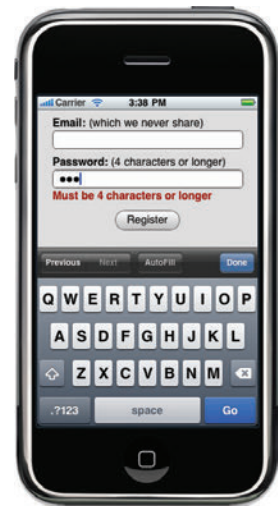 Carrier 3:38 PM
Email: (which we never share)
Password: (4 characters or longer)
•••
Must be 4 characters or longer
Register
Previous Next AutoFill Done
Q W E R T Y U I O P
A S D F G H J K L
Z X C V B N M
.?123 space Go